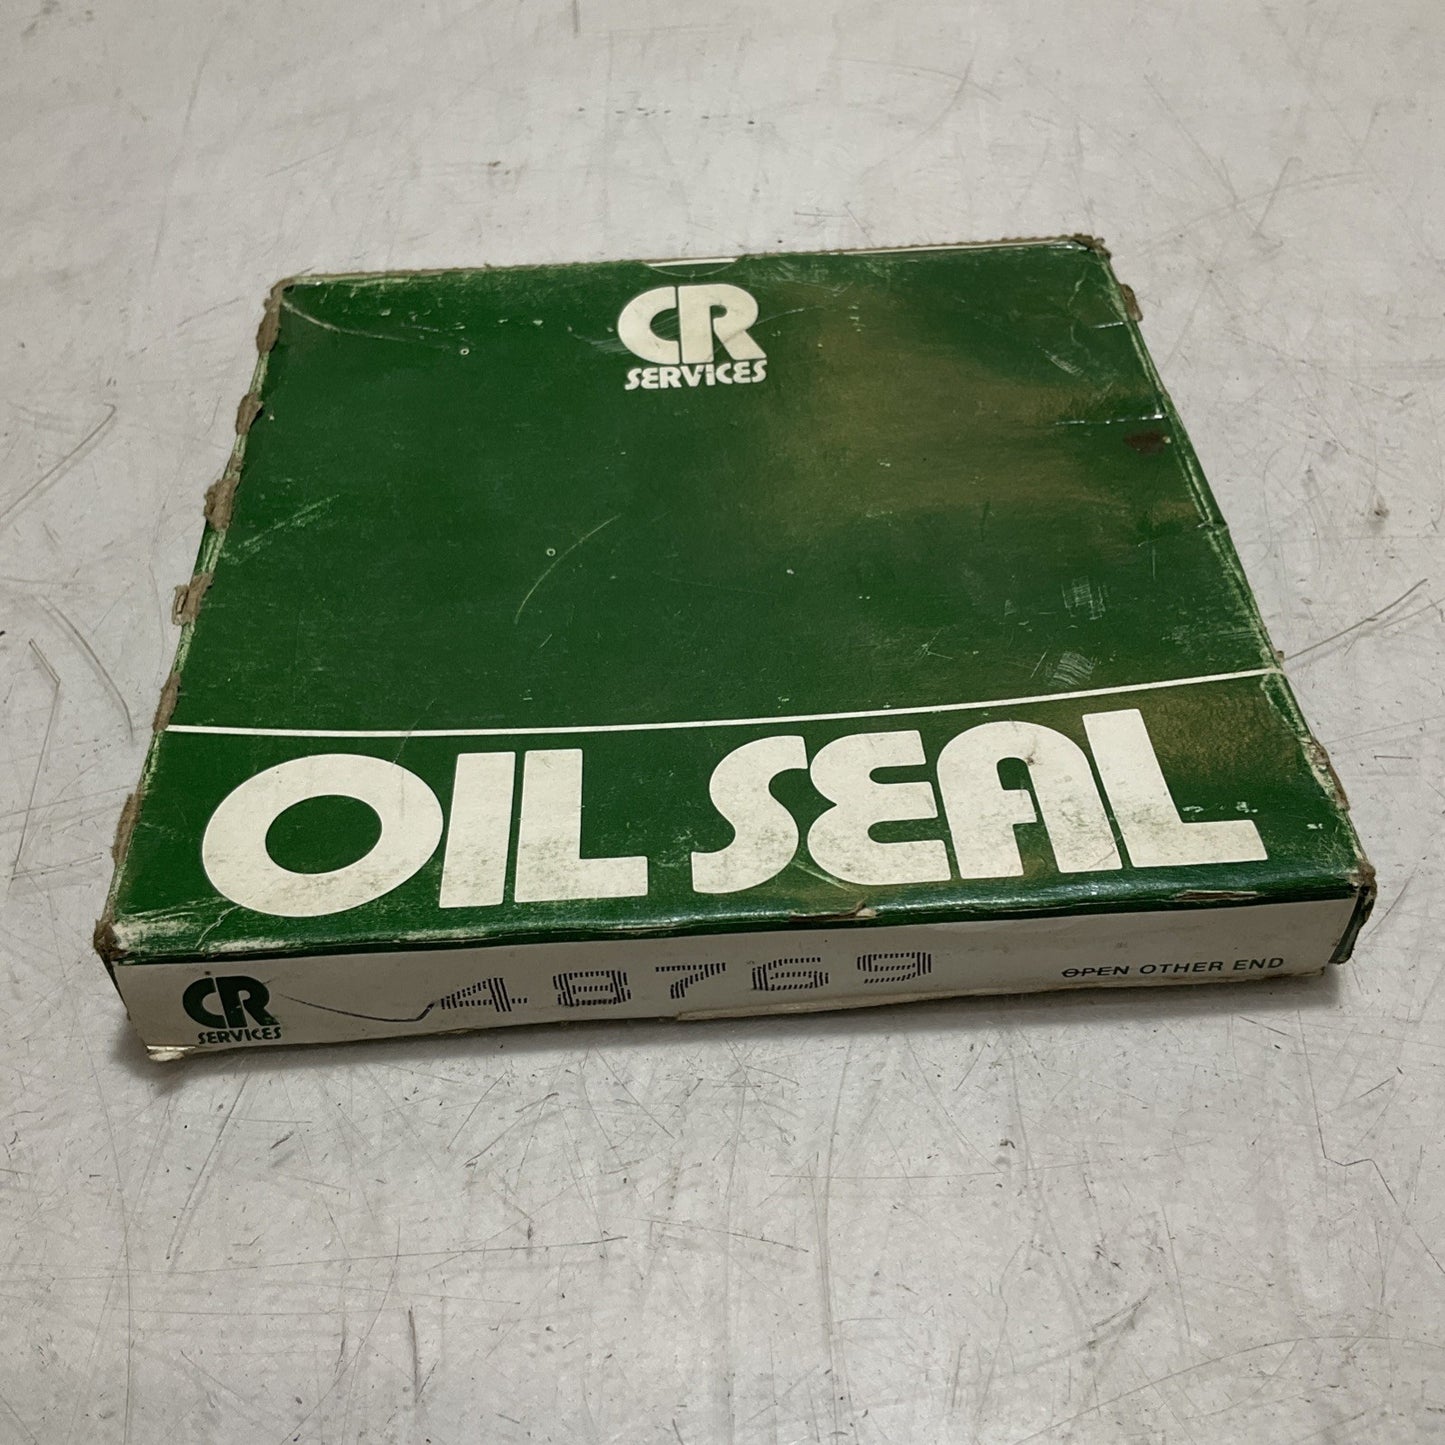 CR
SERVICES
OIL SEAL
CR
SERVICES
48769
OPEN OTHER END